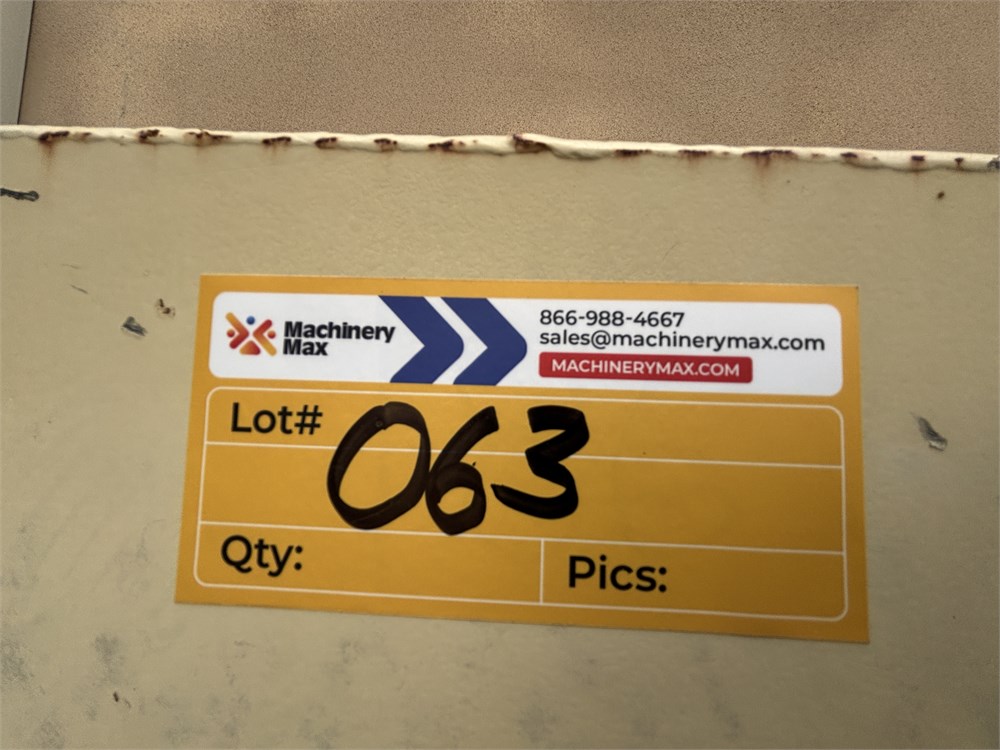 Machinery
Max
866-988-4667
sales@machinerymax.com
MACHINERYMAX.COM
Lot# 063
Qty:
Pics: